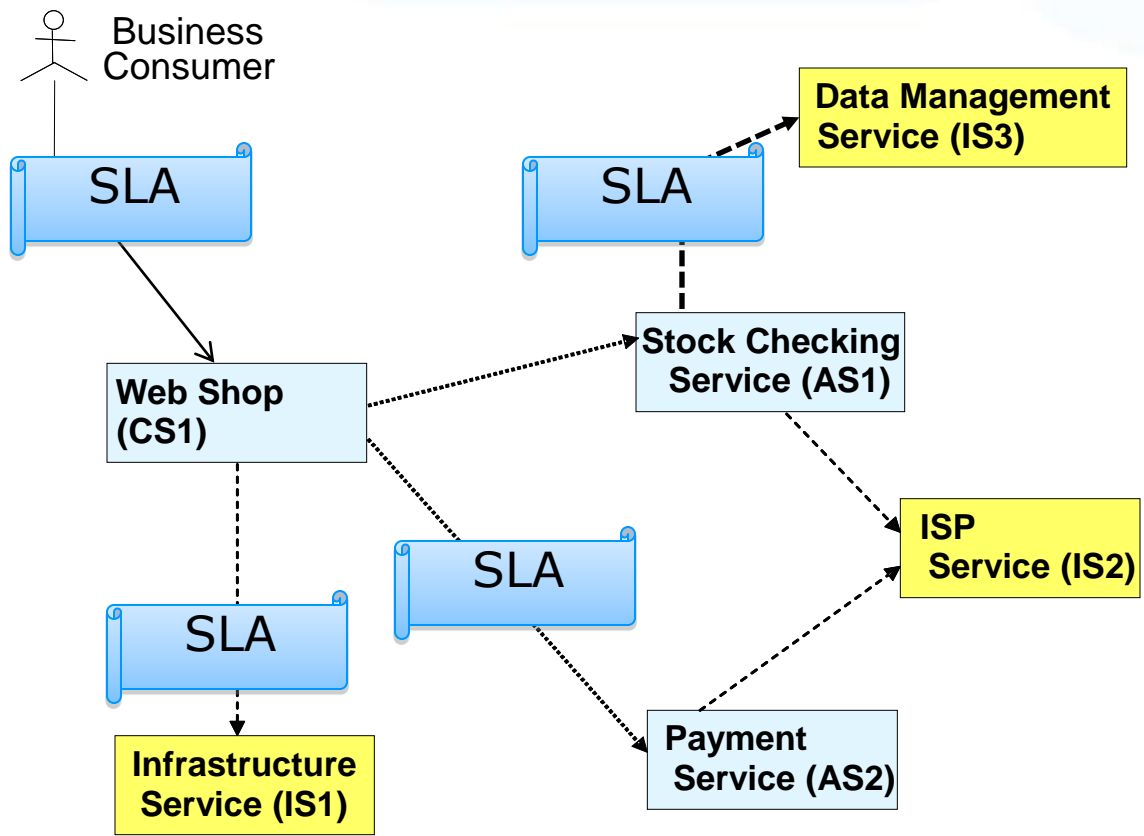 Business
Consumer
SLA
Data Management
Service (IS3)
SLA
Stock Checking
Service (AS1)
Web Shop
(CS1)
ISP
Service (IS2)
SLA
SLA
Payment
Service (AS2)
Infrastructure
Service (IS1)